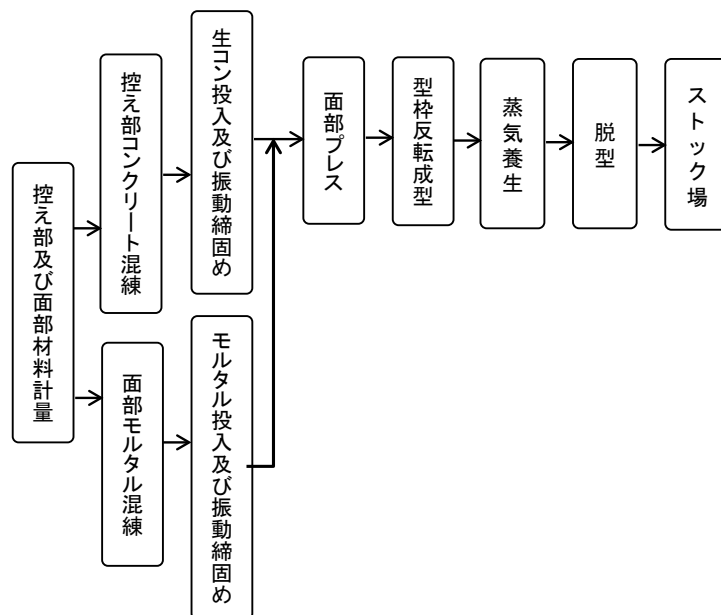 控え部及び面部材料計量
控え部コンクリート混練
生コン投入及び振動締固め
面部モルタル混練
モルタル投入及び振動締固め
面部プレス
型枠反転成型
蒸気養生
脱型
ストック場